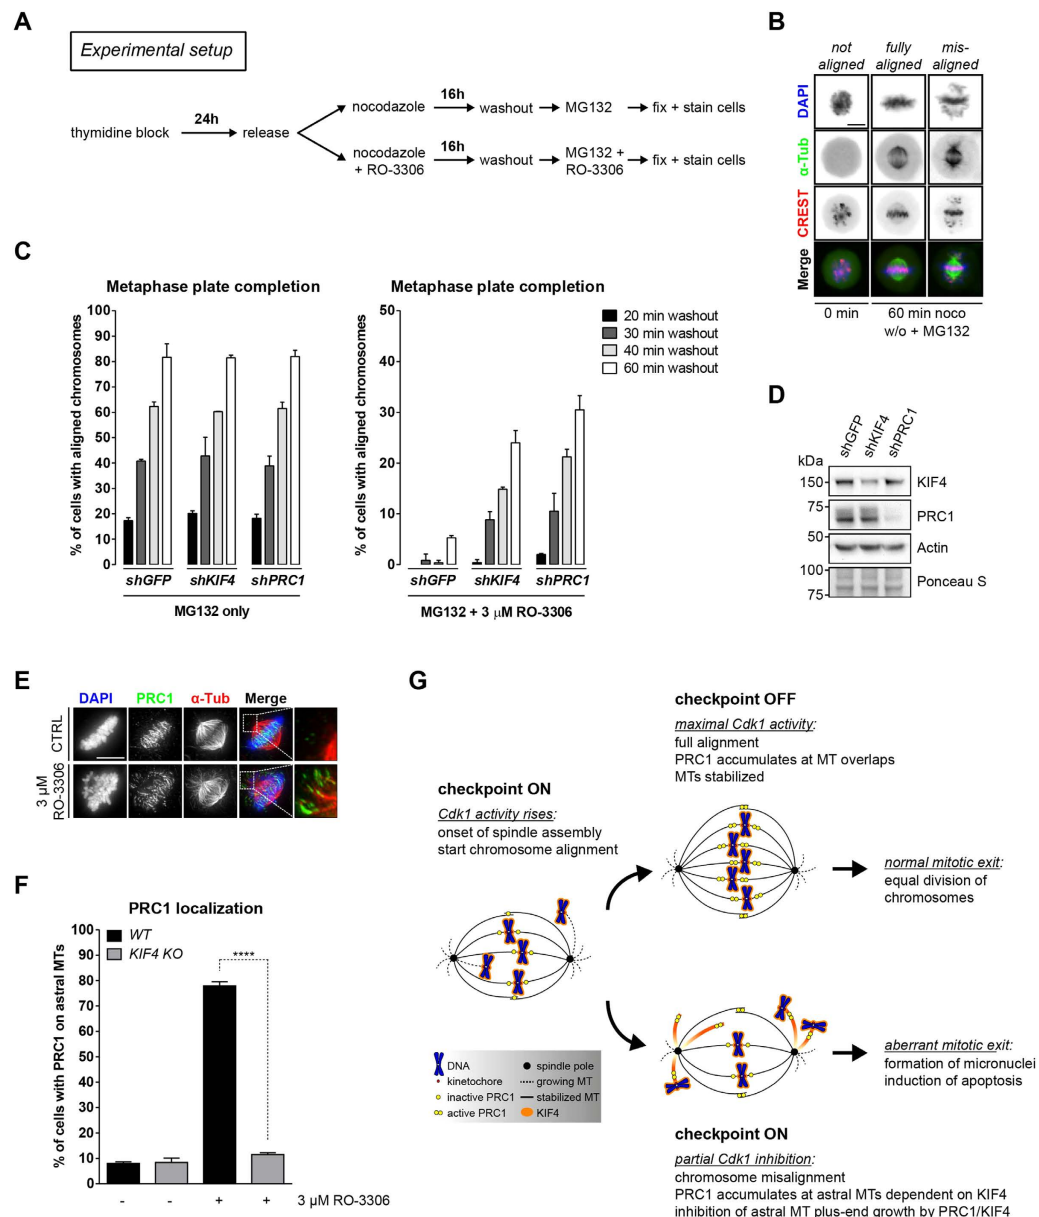 A
Experimental setup
thymidine block
24h
release
nocodazole
16h
washout
MG132
fix + stain cells
nocodazole
+ RO-3306
16h
washout
MG132 +
RO-3306
fix + stain cells
B
not
aligned
fully
aligned
mis-
aligned
DAPI
α-Tub
CREST
Merge
0 min
60 min noco
w/o + MG132
C
Metaphase plate completion
% of cells with aligned chromosomes
100
90
80
70
60
50
40
30
20
10
0
shGFP
shKIF4
shPRC1
MG132 only
Metaphase plate completion
% of cells with aligned chromosomes
50
40
30
20
10
0
shGFP
shKIF4
shPRC1
MG132 + 3 μM RO-3306
20 min washout
30 min washout
40 min washout
60 min washout
D
shGFP
shKIF4
shPRC1
kDa
150
KIF4
75
PRC1
50
Actin
100
Ponceau S
75
E
DAPI
PRC1
α-Tub
Merge
CTRL
3 μM
RO-3306
F
PRC1 localization
% of cells with PRC1 on astral MTs
100
90
80
70
60
50
40
30
20
10
0
WT
KIF4 KO
****
- - + + 3 μM RO-3306
G
checkpoint ON
Cdk1 activity rises:
onset of spindle assembly
start chromosome alignment
checkpoint OFF
maximal Cdk1 activity:
full alignment
PRC1 accumulates at MT overlaps
MTs stabilized
normal mitotic exit:
equal division of
chromosomes
DNA
kinetochore
inactive PRC1
active PRC1
spindle pole
growing MT
stabilized MT
KIF4
aberrant mitotic exit:
formation of micronuclei
induction of apoptosis
checkpoint ON
partial Cdk1 inhibition:
chromosome misalignment
PRC1 accumulates at astral MTs dependent on KIF4
inhibition of astral MT plus-end growth by PRC1/KIF4